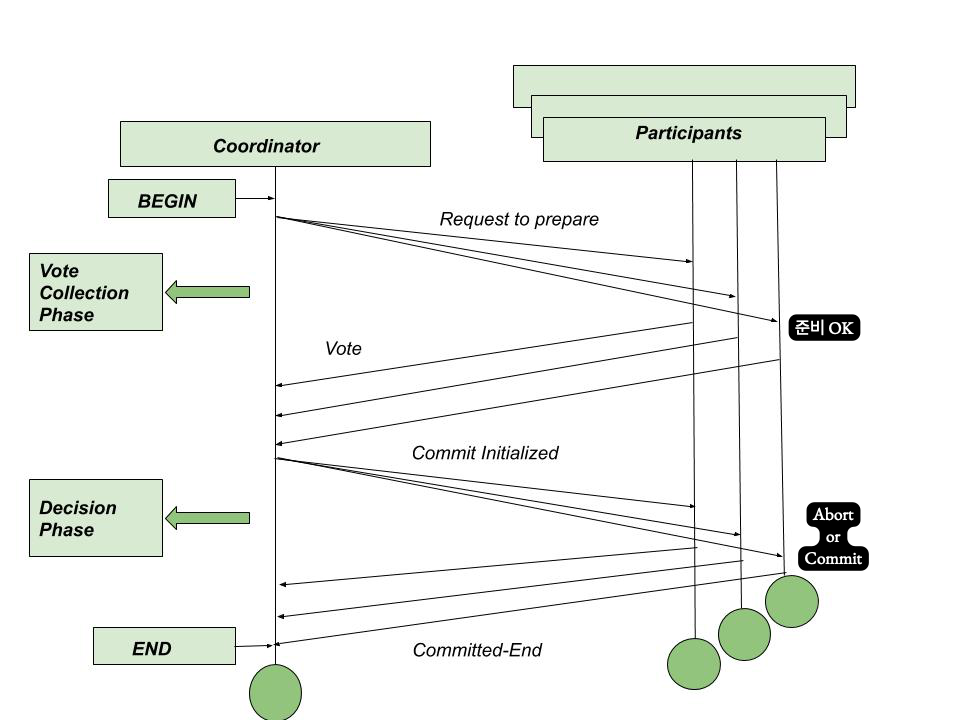 Participants
Coordinator
BEGIN
Request to prepare
Vote
Collection
Phase
준비 OK
Vote
Commit Initialized
Decision
Phase
Abort
or
Commit
END
Committed-End